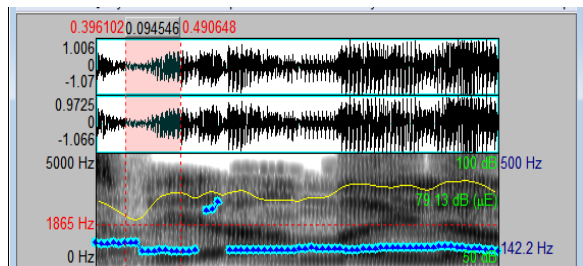 0.396102 0.094546 0.490648
1.006
0
-1.07
0.9725
0
-1.066
5000 Hz 100 dB 500 Hz
79.13 dB (µE)
1865 Hz
142.2 Hz
0 Hz 50 dB